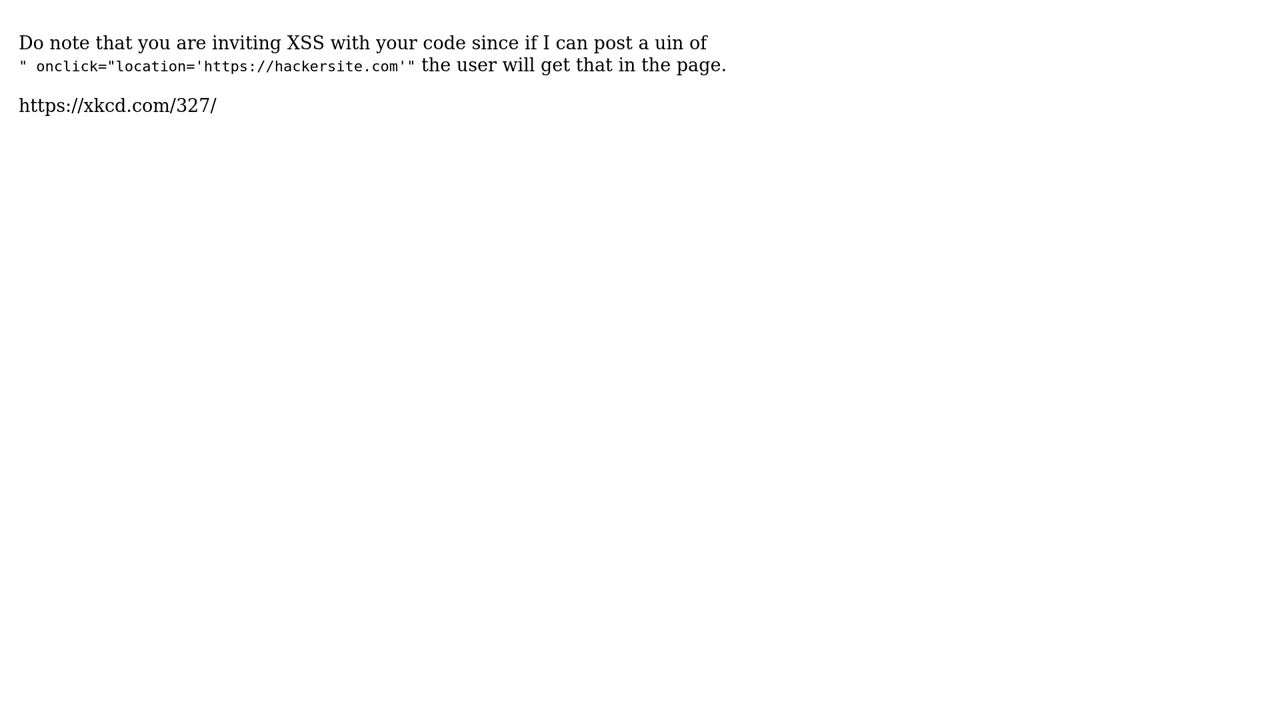 Do note that you are inviting XSS with your code since if I can post a uin of
" onclick="location='https://hackersite.com'" the user will get that in the page.
https://xkcd.com/327/